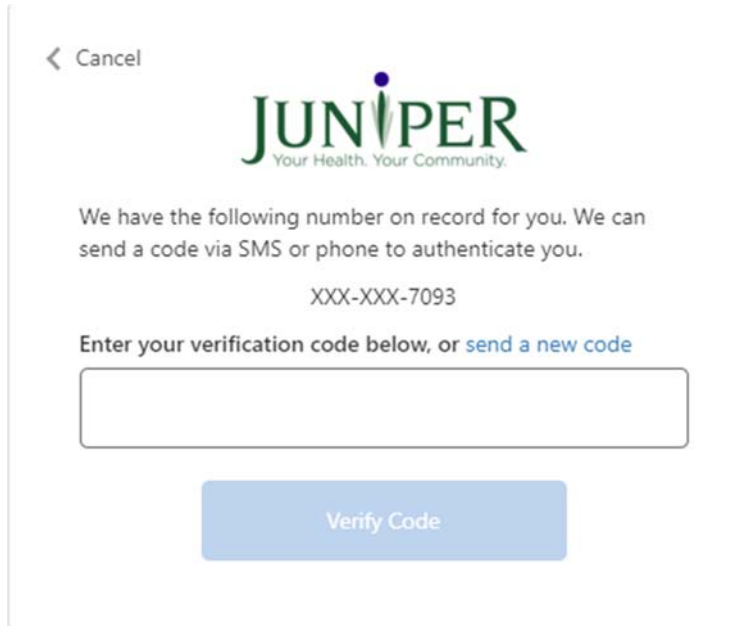 Cancel
JUNIPER
Your Health. Your Community.
We have the following number on record for you. We can
send a code via SMS or phone to authenticate you.
XXX-XXX-7093
Enter your verification code below, or send a new code
Verify Code